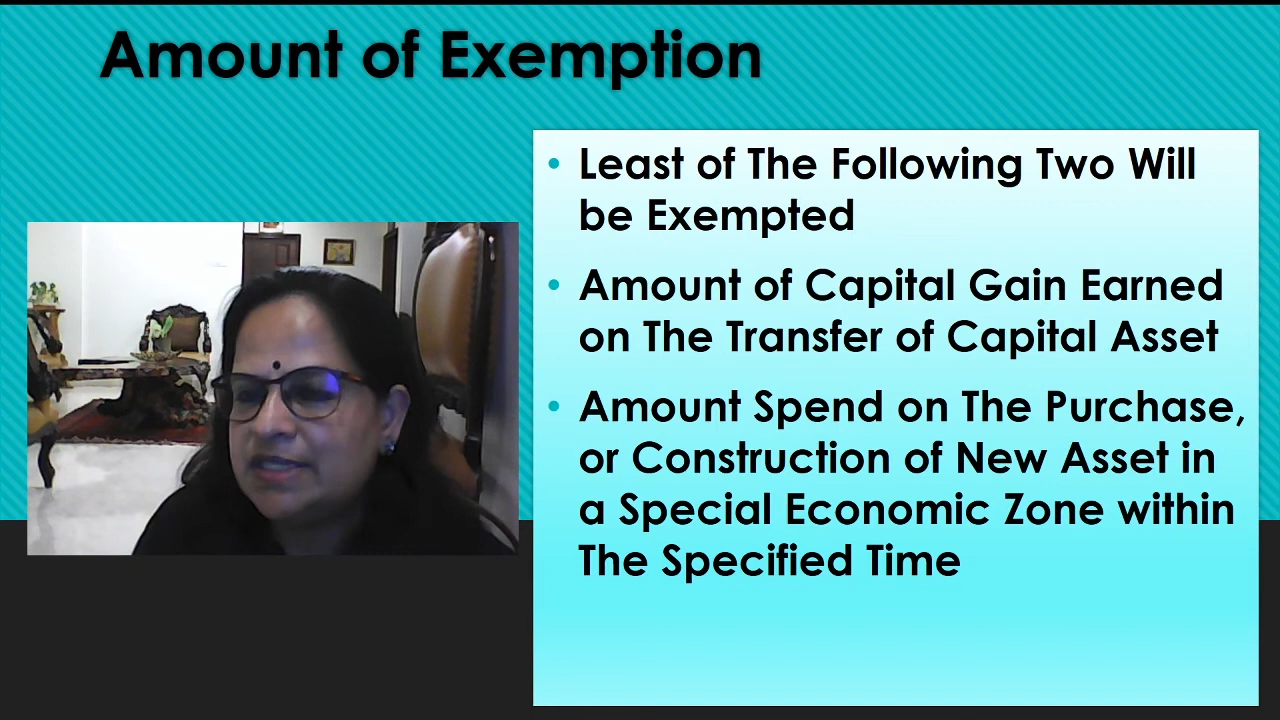 Amount of Exemption
• Least of The Following Two Will
be Exempted
• Amount of Capital Gain Earned
on The Transfer of Capital Asset
• Amount Spend on The Purchase,
or Construction of New Asset in
a Special Economic Zone within
The Specified Time